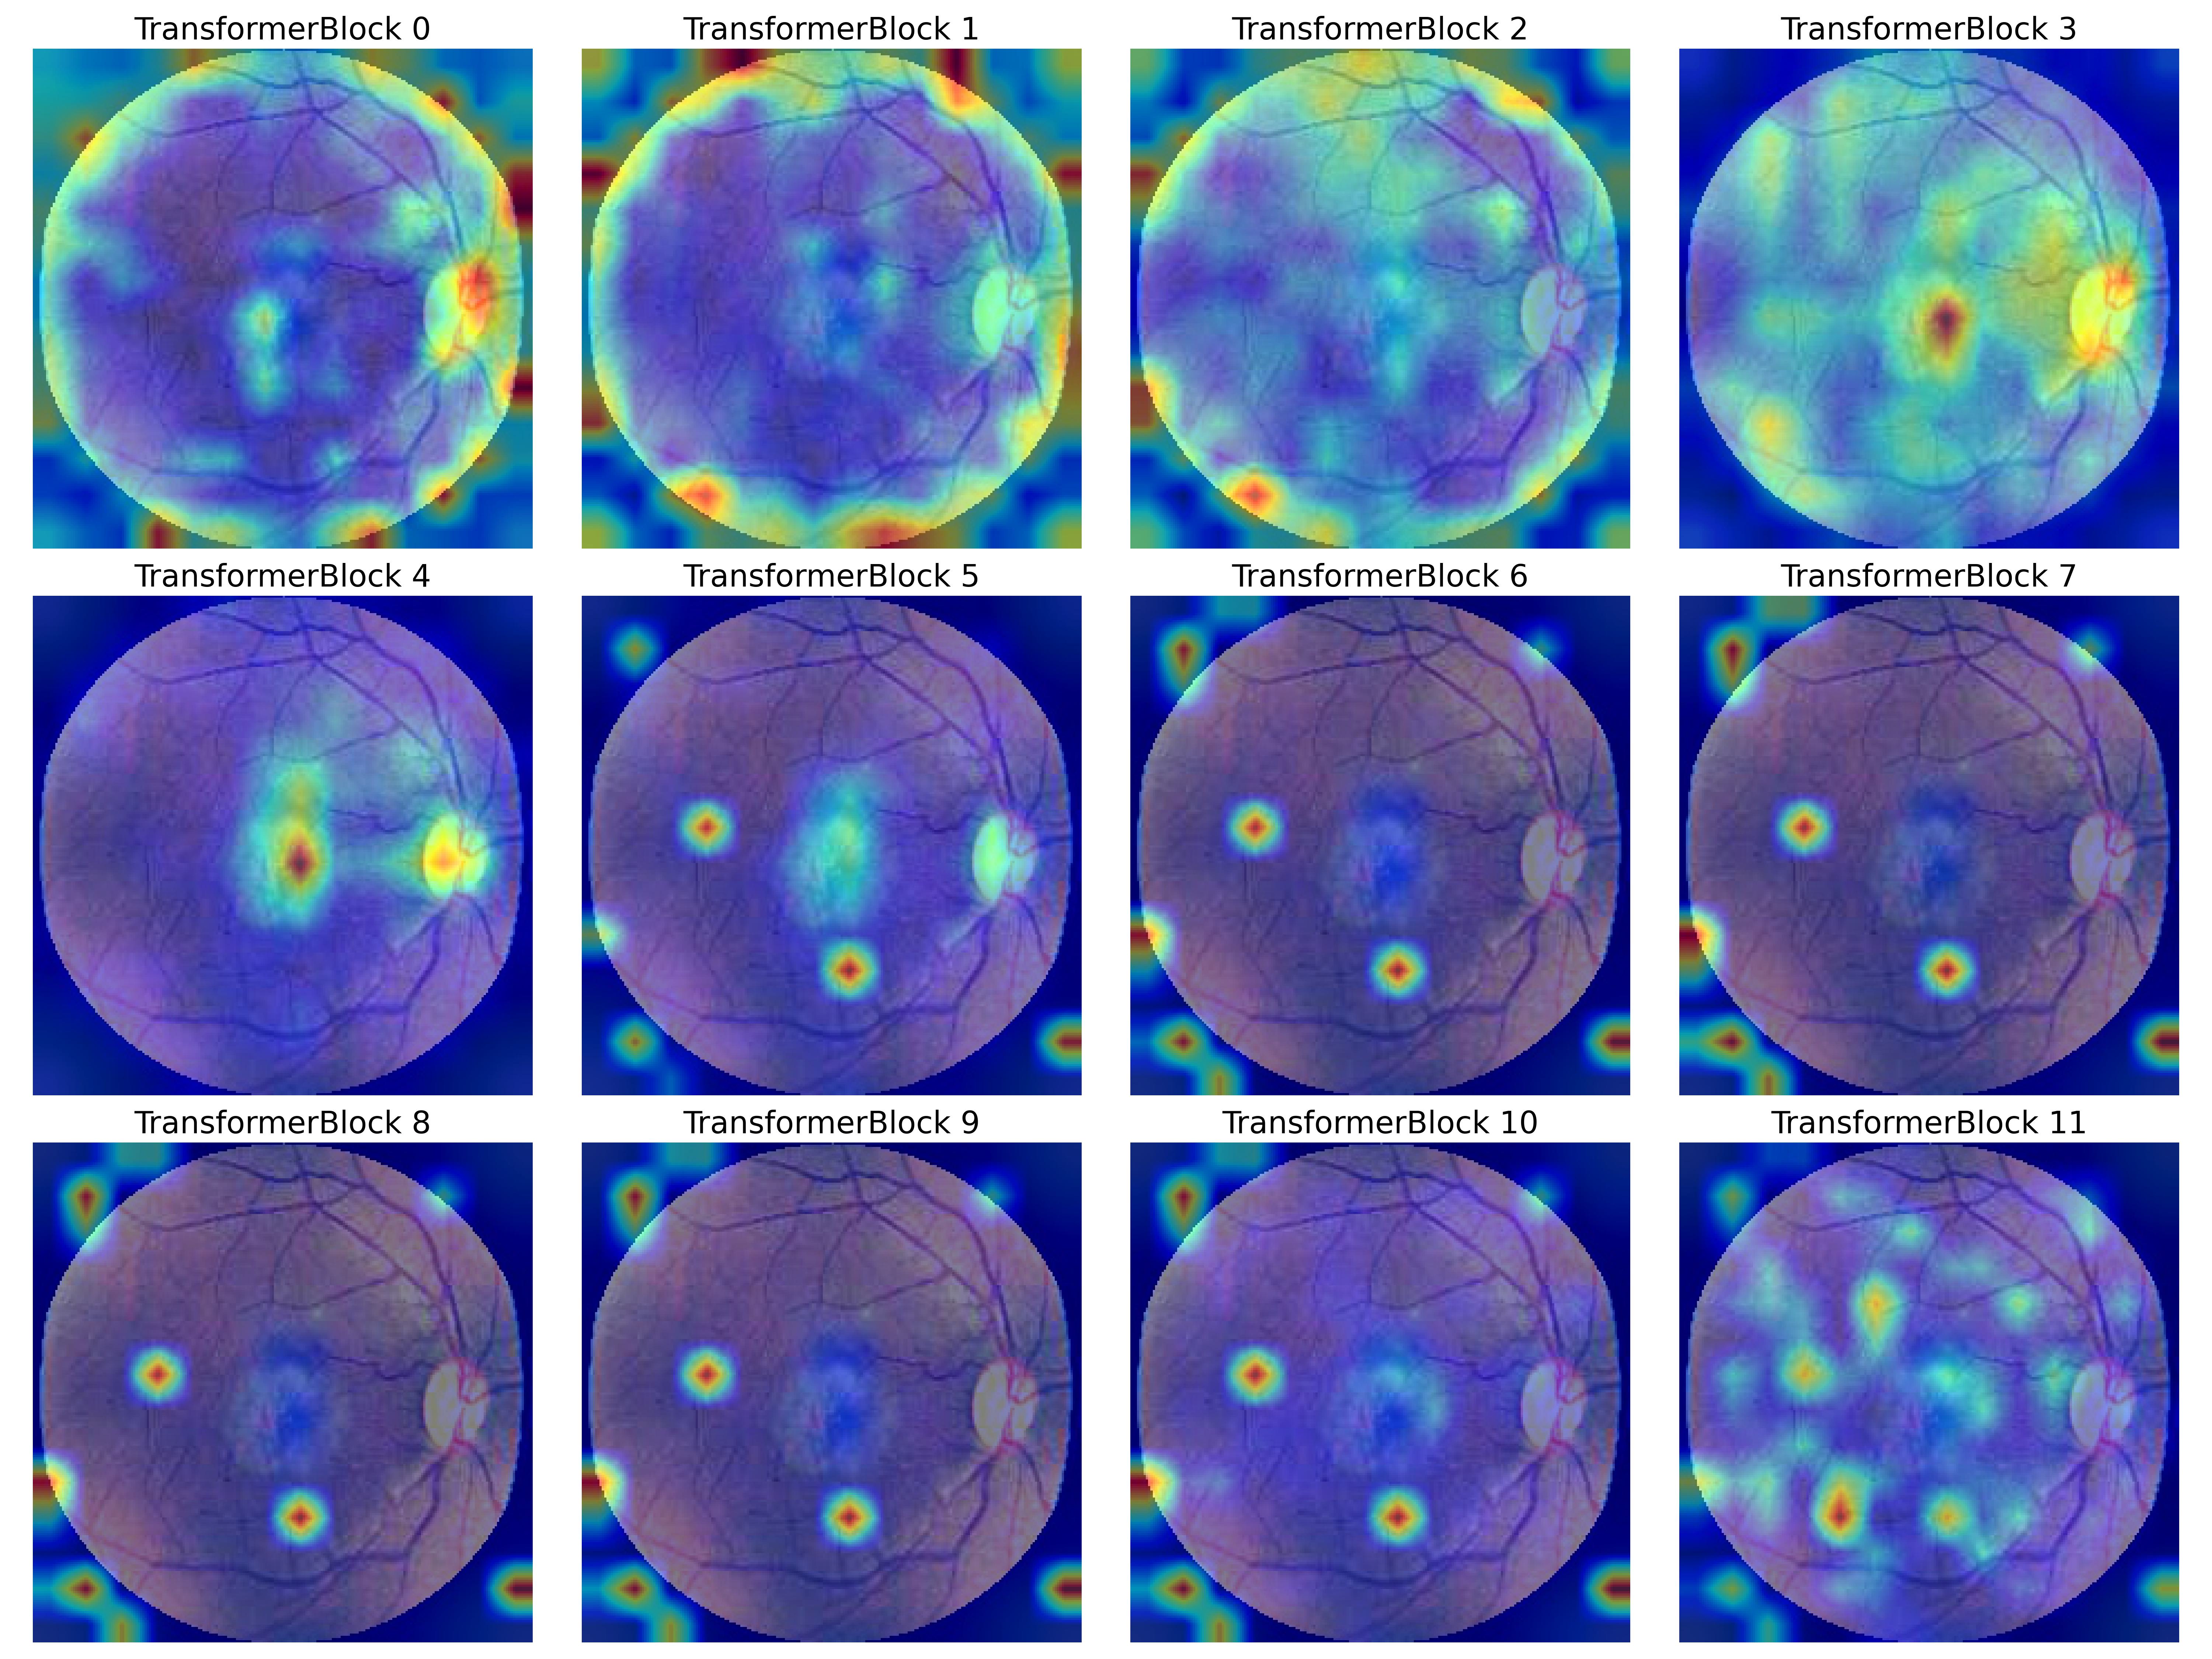 TransformerBlock 0
TransformerBlock 1
TransformerBlock 2
TransformerBlock 3
TransformerBlock 4
TransformerBlock 5
TransformerBlock 6
TransformerBlock 7
TransformerBlock 8
TransformerBlock 9
TransformerBlock 10
TransformerBlock 11